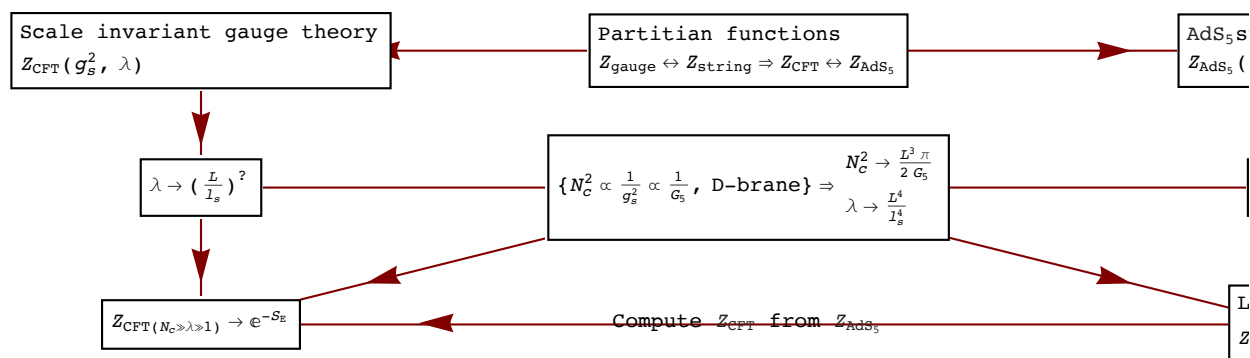 Scale invariant gauge theory
Z_CFT(g_s^2, λ)
Partitian functions
Z_gauge ↔ Z_string ⇒ Z_CFT ↔ Z_AdS₅
Z_AdS₅(
λ → (L/l_s)^?
{N_c^2 ∝ 1/g_s^2 ∝ 1/G_5, D-brane} ⇒
N_c^2 → L^3 π/2 G_5
λ → L^4/l_s^4
Z_CFT(N_c≫λ≫1) → e^-S_E
Compute Z_CFT from Z_AdS₅
L
Z